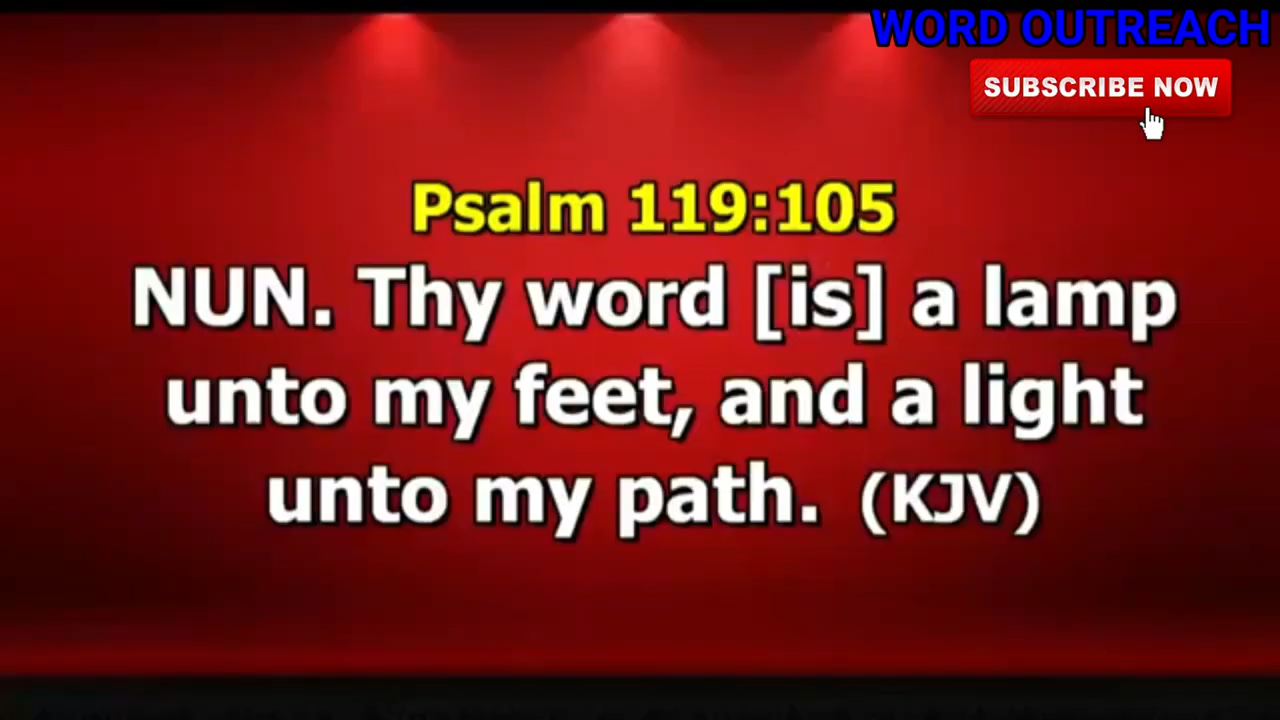 WORD OUTREACH
SUBSCRIBE NOW
Psalm 119:105
NUN. Thy word [is] a lamp
unto my feet, and a light
unto my path. (KJV)